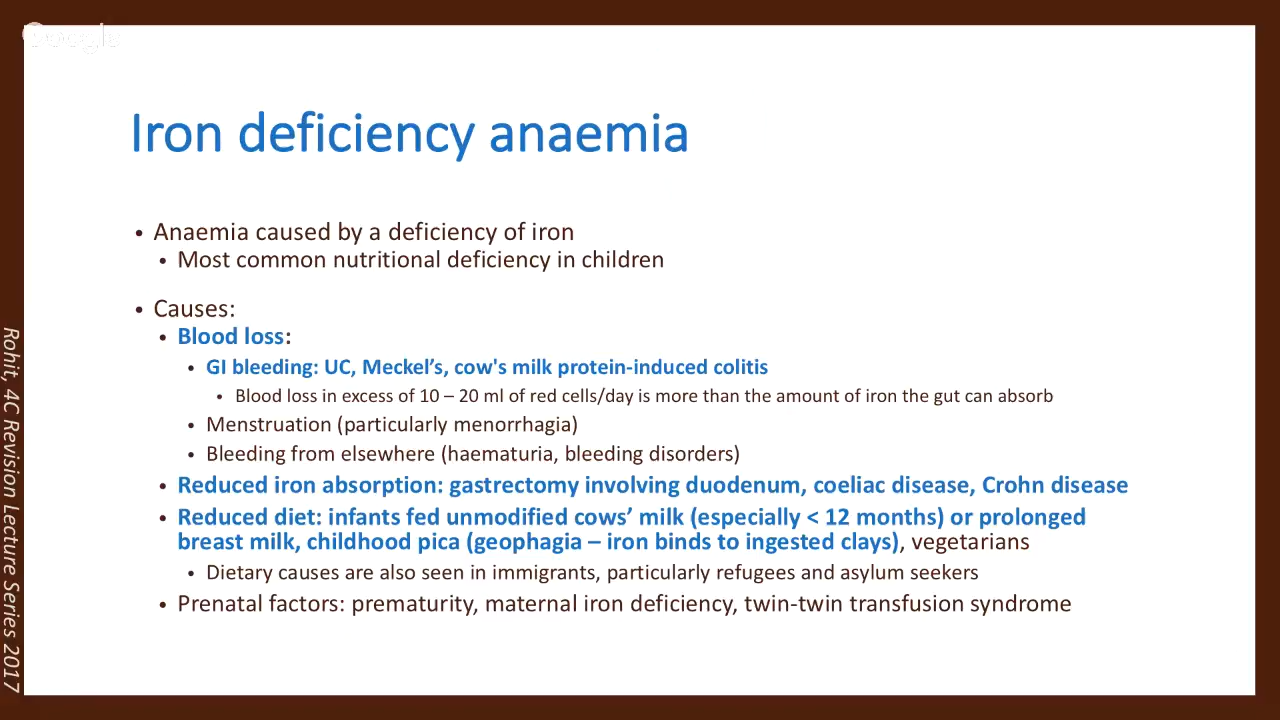 Google
Iron deficiency anaemia
• Anaemia caused by a deficiency of iron
• Most common nutritional deficiency in children
• Causes:
• Blood loss:
• GI bleeding: UC, Meckel’s, cow's milk protein-induced colitis
• Blood loss in excess of 10 – 20 ml of red cells/day is more than the amount of iron the gut can absorb
• Menstruation (particularly menorrhagia)
• Bleeding from elsewhere (haematuria, bleeding disorders)
• Reduced iron absorption: gastrectomy involving duodenum, coeliac disease, Crohn disease
• Reduced diet: infants fed unmodified cows’ milk (especially < 12 months) or prolonged
breast milk, childhood pica (geophagia – iron binds to ingested clays), vegetarians
• Dietary causes are also seen in immigrants, particularly refugees and asylum seekers
• Prenatal factors: prematurity, maternal iron deficiency, twin-twin transfusion syndrome
Rohit, 4C Revision Lecture Series 2017